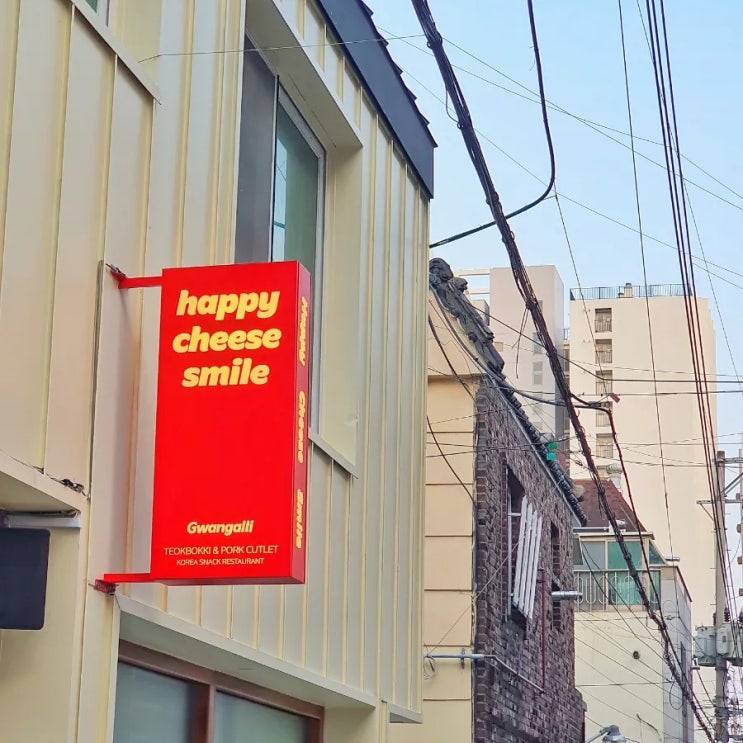 happy
cheese
smile
Gwangalli
TEOKBOKKI & PORK CUTLET
KOREA SNACK RESTAURANT
Happy Cheese Smile